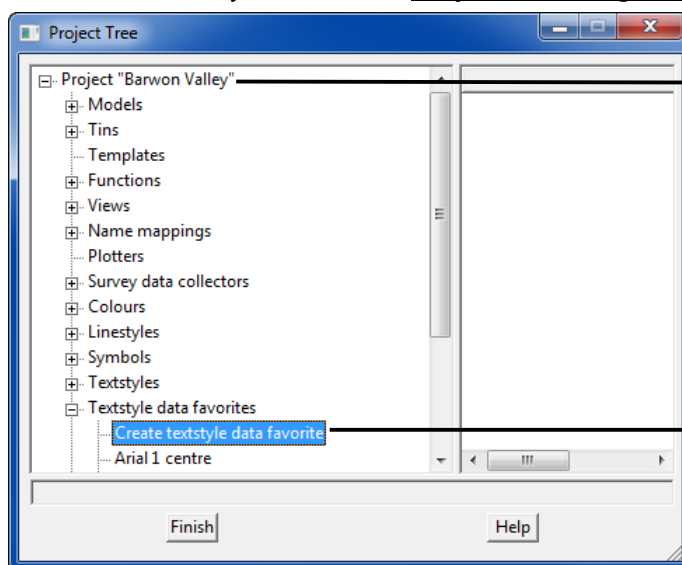 Project Tree
Project "Barwon Valley"
Models
Tins
Templates
Functions
Views
Name mappings
Plotters
Survey data collectors
Colours
Linestyles
Symbols
Textstyles
Textstyle data favorites
Create textstyle data favorite
Arial 1 centre
Finish Help